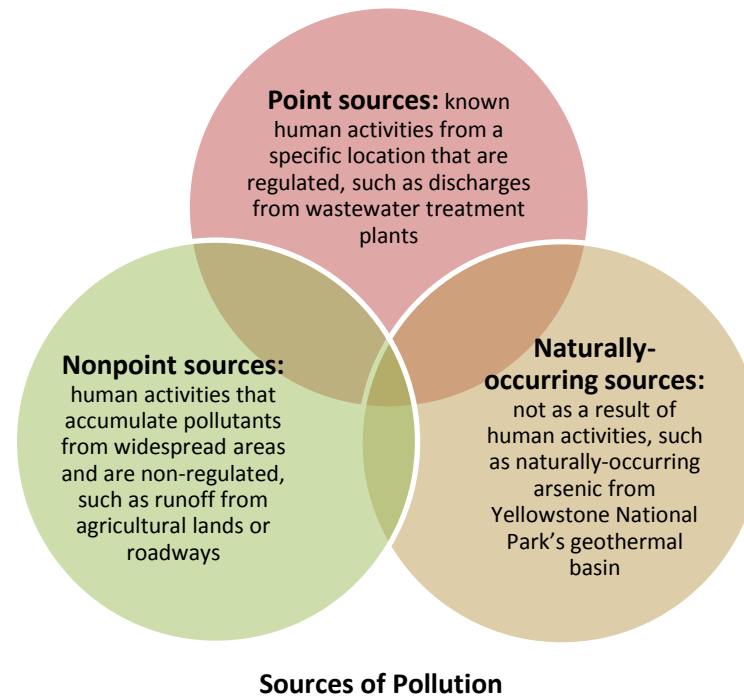 Point sources: known
human activities from a
specific location that are
regulated, such as discharges
from wastewater treatment
plants
Nonpoint sources:
human activities that
accumulate pollutants
from widespread areas
and are non-regulated,
such as runoff from
agricultural lands or
roadways
Naturally-
occurring sources:
not as a result of
human activities, such
as naturally-occurring
arsenic from
Yellowstone National
Park’s geothermal
basin
Sources of Pollution